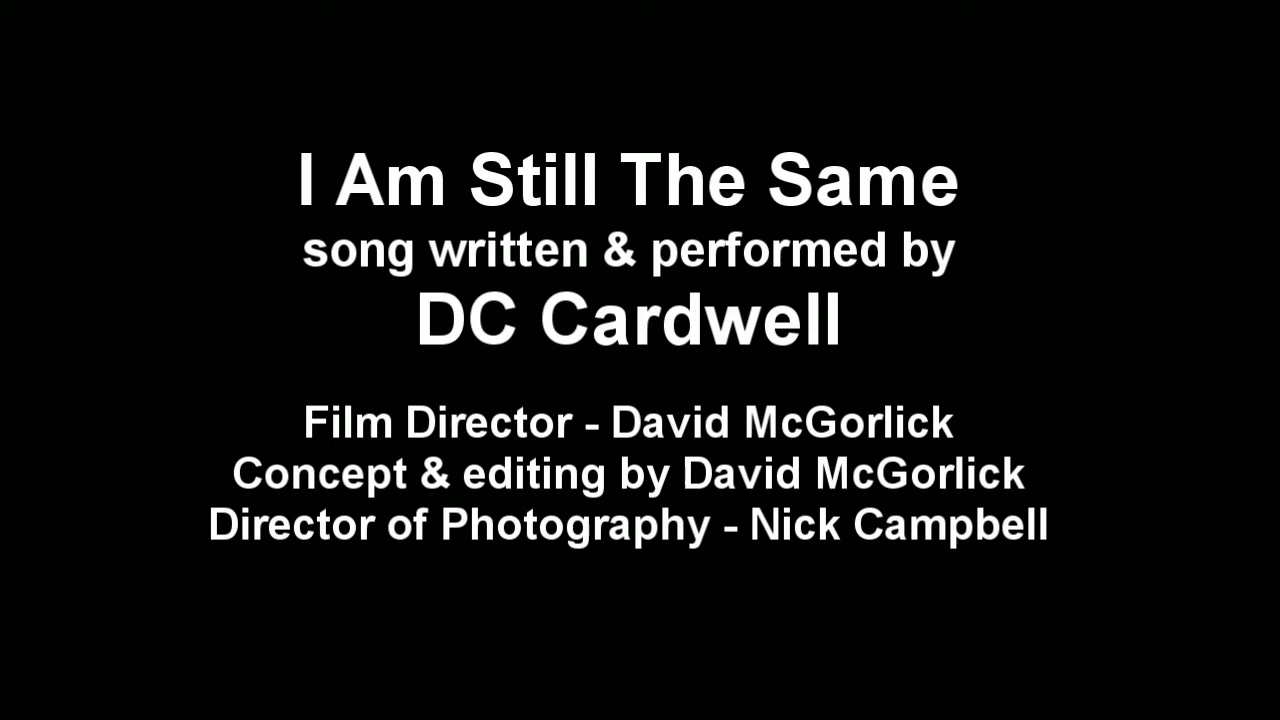 I Am Still The Same
song written & performed by
DC Cardwell
Film Director - David McGorlick
Concept & editing by David McGorlick
Director of Photography - Nick Campbell